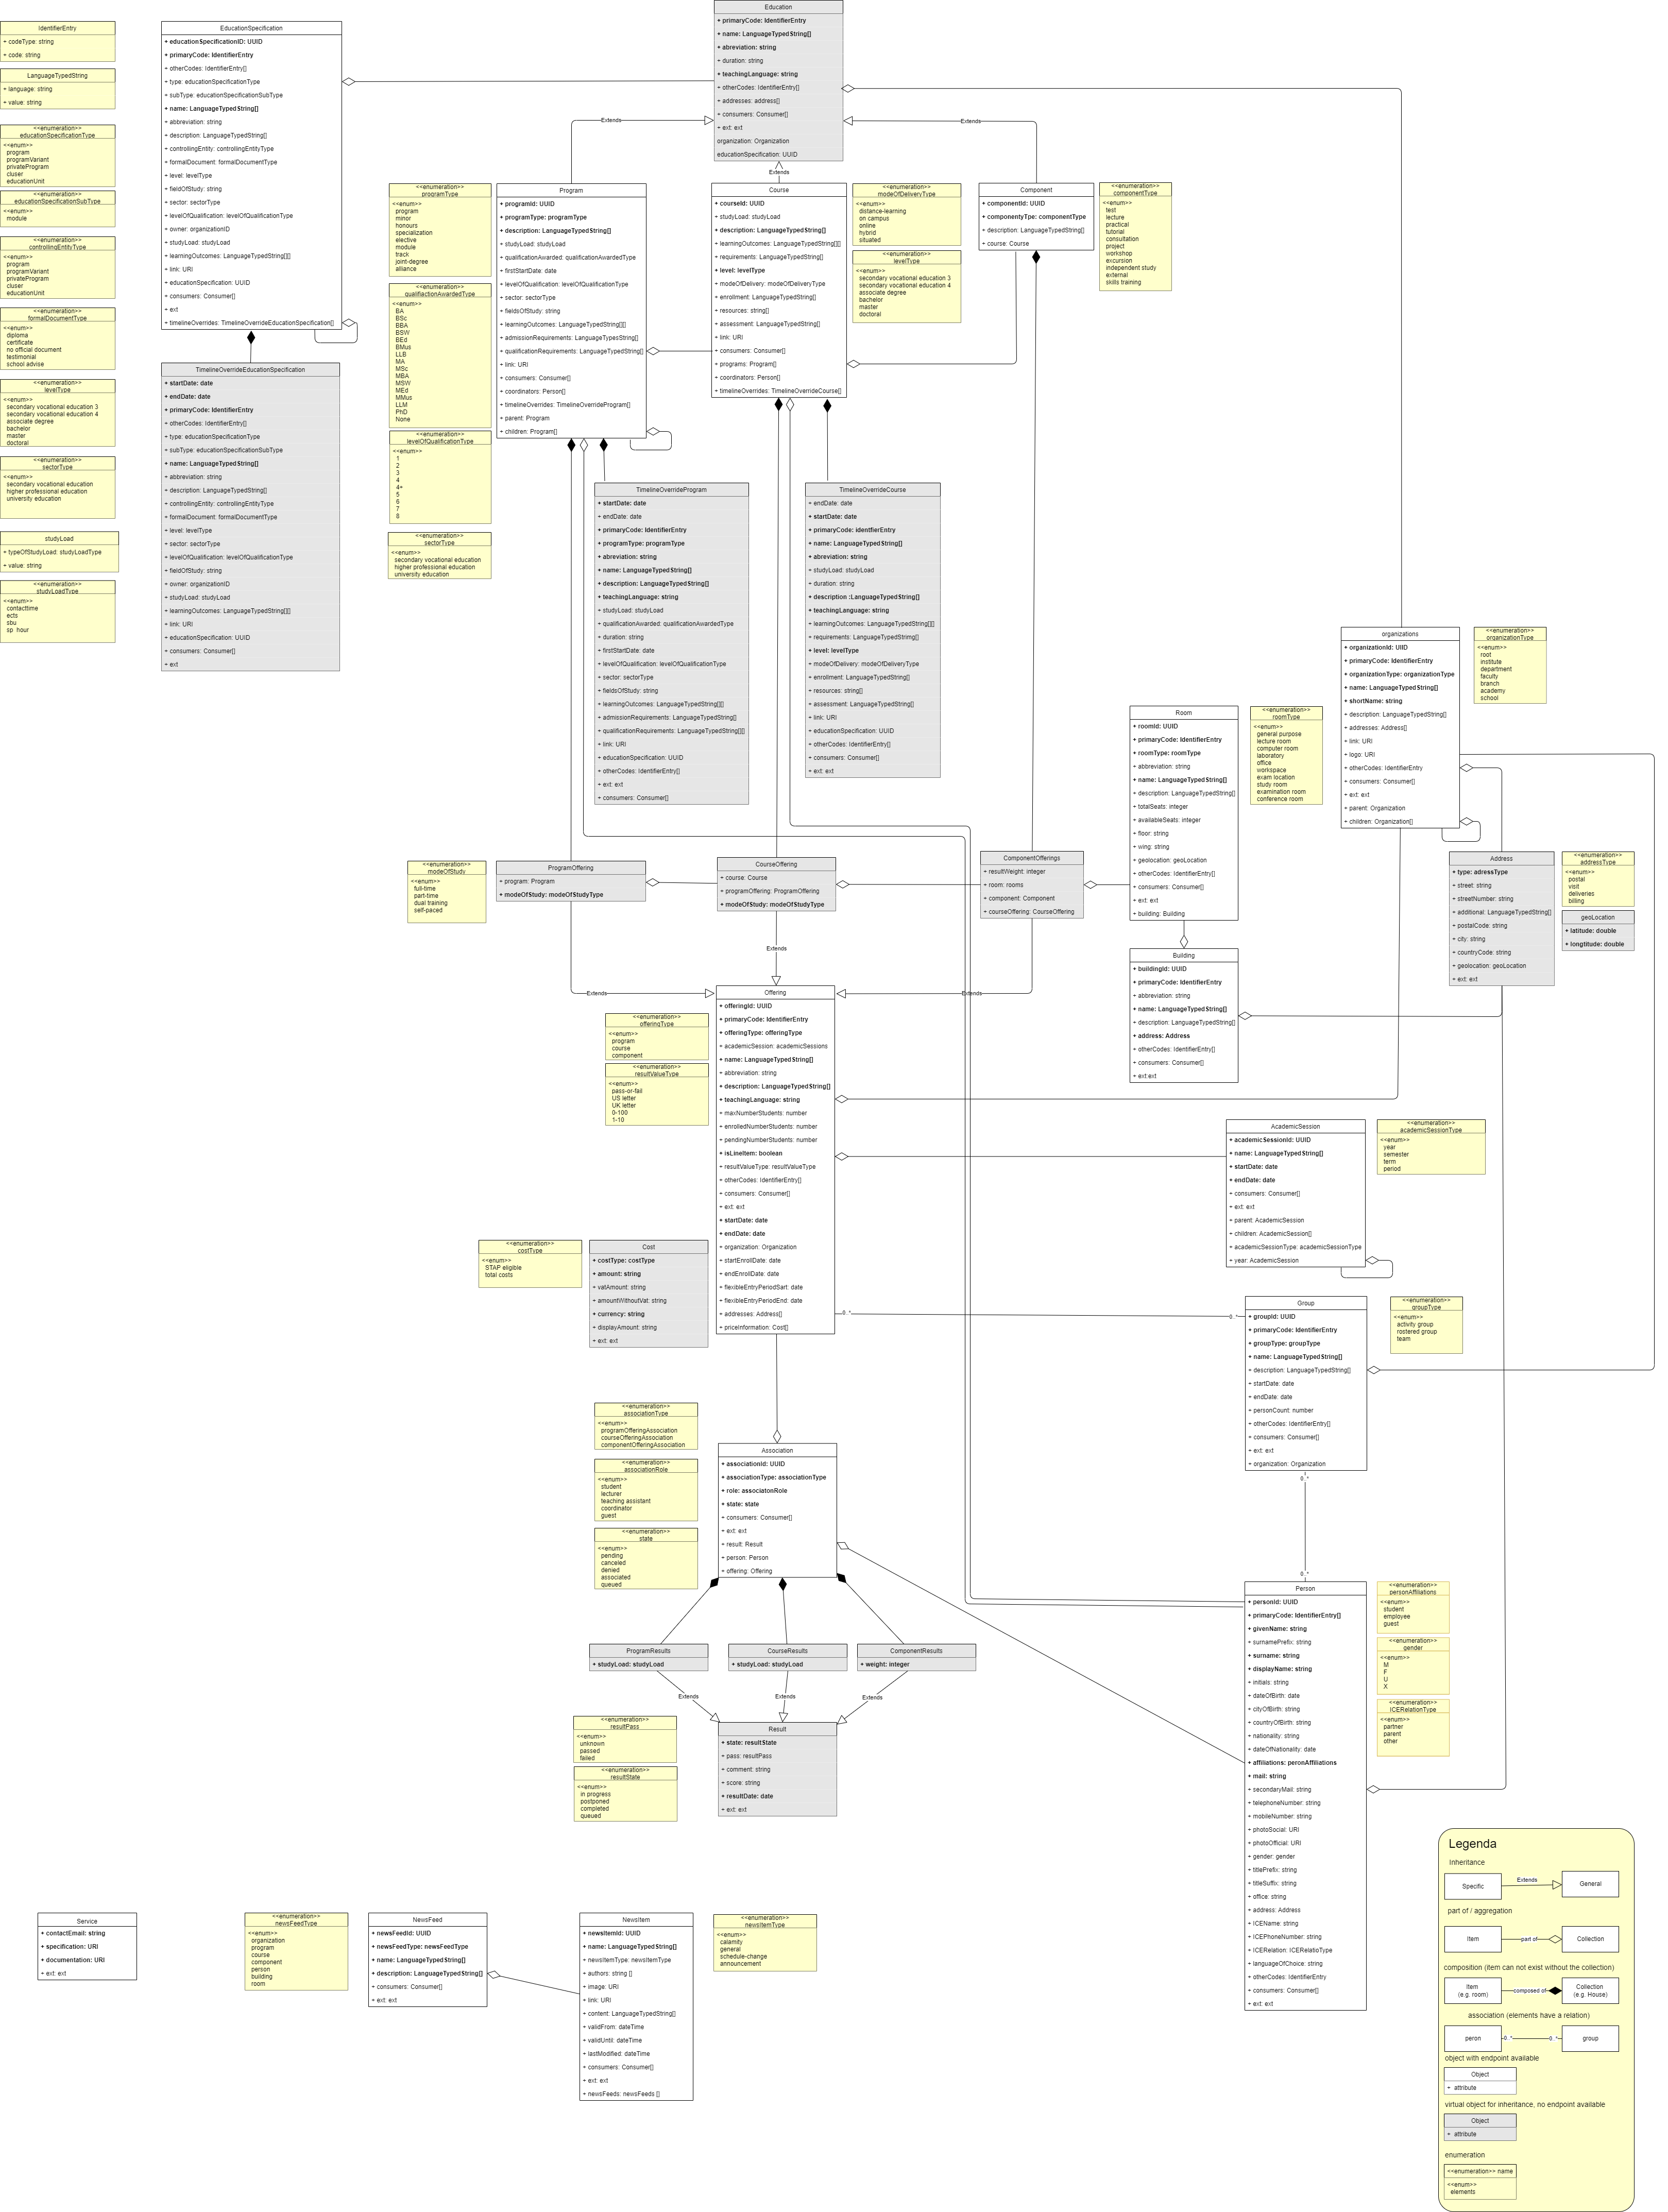 IdentifierEntry
+ codeType: string
+ code: string
LanguageTypedString
+ language: string
+ value: string
<<enumeration>>
educationSpecificationType
<<enum>>
program
programVariant
privateProgram
cluser
educationUnit
<<enumeration>>
educationSpecificationSubType
<<enum>>
module
<<enumeration>>
controllingEntityType
<<enum>>
program
programVariant
privateProgram
cluser
educationUnit
<<enumeration>>
formalDocumentType
<<enum>>
diploma
certificate
no official document
testimonial
school advise
<<enumeration>>
levelType
<<enum>>
secondary vocational education 3
secondary vocational education 4
associate degree
bachelor
master
doctoral
<<enumeration>>
sectorType
<<enum>>
secondary vocational education
higher professional education
university education
studyLoad
+ typeOfStudyLoad: studyLoadType
+ value: string
<<enumeration>>
studyLoadType
<<enum>>
contacttime
ects
sbu
sp
hour
EducationSpecification
+ educationSpecificationID: UUID
+ primaryCode: IdentifierEntry
+ otherCodes: IdentifierEntry[]
+ type: educationSpecificationType
+ subType: educationSpecificationSubType
+ name: LanguageTypedString[]
+ abbreviation: string
+ description: LanguageTypedString[]
+ controllingEntity: controllingEntityType
+ formalDocument: formalDocumentType
+ level: levelType
+ fieldOfStudy: string
+ sector: sectorType
+ levelOfQualification: levelOfQualificationType
+ owner: organizationID
+ studyLoad: studyLoad
+ learningOutcomes: LanguageTypedString[][]
+ link: URI
+ educationSpecification: UUID
+ consumers: Consumer[]
+ ext
+ timelineOverrides: TimelineOverrideEducationSpecification[]
TimelineOverrideEducationSpecification
+ startDate: date
+ endDate: date
+ primaryCode: IdentifierEntry
+ otherCodes: IdentifierEntry[]
+ type: educationSpecificationType
+ subType: educationSpecificationSubType
+ name: LanguageTypedString[]
+ abbreviation: string
+ description: LanguageTypedString[]
+ controllingEntity: controllingEntityType
+ formalDocument: formalDocumentType
+ level: levelType
+ sector: sectorType
+ levelOfQualification: levelOfQualificationType
+ fieldOfStudy: string
+ owner: organizationID
+ studyLoad: studyLoad
+ learningOutcomes: LanguageTypedString[][]
+ link: URI
+ educationSpecification: UUID
+ consumers: Consumer[]
+ ext
Education
+ primaryCode: IdentifierEntry
+ name: LanguageTypedString[]
+ abreviation: string
+ duration: string
+ teachingLanguage: string
+ otherCodes: IdentifierEntry[]
+ addresses: address[]
+ consumers: Consumer[]
+ ext: ext
organization: Organization
educationSpecification: UUID
Extends
Extends
Extends
<<enumeration>>
programType
<<enum>>
program
minor
honours
specialization
elective
module
track
joint-degree
alliance
<<enumeration>>
qualifiactionAwardedType
<<enum>>
BA
BSc
BBA
BSW
BEd
BMus
LLB
MA
MSc
MBA
MSW
MEd
MMus
LLM
PhD
None
<<enumeration>>
levelOfQualificationType
<<enum>>
1
2
3
4
4+
5
6
7
8
<<enumeration>>
sectorType
<<enum>>
secondary vocational education
higher professional education
university education
Program
+ programId: UUID
+ programType: programType
+ description: LanguageTypedString[]
+ studyLoad: studyLoad
+ qualificationAwarded: qualificationAwardedType
+ firstStartDate: date
+ levelOfQualification: levelOfQualificationType
+ sector: sectorType
+ fieldsOfStudy: string
+ learningOutcomes: LanguageTypedString[][]
+ admissionRequirements: LanguageTypesString[]
+ qualificationRequirements: LanguageTypedString[]
+ link: URI
+ consumers: Consumer[]
+ coordinators: Person[]
+ timelineOverrides: TimelineOverrideProgram[]
+ parent: Program
+ children: Program[]
Course
+ courseId: UUID
+ studyLoad: studyLoad
+ description: LanguageTypedString[]
+ learningOutcomes: LanguageTypedString[][]
+ requirements: LanguageTypedString[]
+ level: levelType
+ modeOfDelivery: modeOfDeliveryType
+ enrollment: LanguageTypedString[]
+ resources: string[]
+ assessment: LanguageTypedString[]
+ link: URI
+ consumers: Consumer[]
+ programs: Program[]
+ coordinators: Person[]
+ timelineOverrides: TimelineOverrideCourse[]
<<enumeration>>
modeOfDeliveryType
<<enum>>
distance-learning
on campus
online
hybrid
situated
<<enumeration>>
levelType
<<enum>>
secondary vocational education 3
secondary vocational education 4
associate degree
bachelor
master
doctoral
Component
+ componentId: UUID
+ componentyType: componentType
+ description: LanguageTypedString[]
+ course: Course
<<enumeration>>
componentType
<<enum>>
test
lecture
practical
tutorial
consultation
project
workshop
excursion
independent study
external
skills training
TimelineOverrideProgram
+ startDate: date
+ endDate: date
+ primaryCode: IdentifierEntry
+ programType: programType
+ abreviation: string
+ name: LanguageTypedString[]
+ description: LanguageTypedString[]
+ teachingLanguage: string
+ studyLoad: studyLoad
+ qualificationAwarded: qualificationAwardedType
+ duration: string
+ firstStartDate: date
+ levelOfQualification: levelOfQualificationType
+ sector: sectorType
+ fieldsOfStudy: string
+ learningOutcomes: LanguageTypedString[][]
+ admissionRequirements: LanguageTypedString[]
+ qualificationRequirements: LanguageTypedString[][]
+ link: URI
+ educationSpecification: UUID
+ otherCodes: IdentifierEntry[]
+ ext: ext
+ consumers: Consumer[]
TimelineOverrideCourse
+ endDate: date
+ startDate: date
+ primaryCode: identfierEntry
+ name: LanguageTypedString[]
+ abreviation: string
+ studyLoad: studyLoad
+ duration: string
+ description :LanguageTypedString[]
+ teachingLanguage: string
+ learningOutcomes: LanguageTypedString[][]
+ requirements: LanguageTypedStrimg[]
+ level: levelType
+ modeOfDelivery: modeOfDeliveryType
+ enrollment: LanguageTypedString[]
+ resources: string[]
+ assessment: LanguageTypedString[]
+ link: URI
+ educationSpecification: UUID
+ otherCodes: IdentifierEntry[]
+ consumers: Consumer[]
+ ext: ext
organizations
+ organizationId: UIID
+ primaryCode: IdentifierEntry
+ organizationType: organizationType
+ name: LanguageTypedString[]
+ shortName: string
+ description: LanguageTypedString[]
+ addresses: Address[]
+ link: URI
+ logo: URI
+ otherCodes: IdentifierEntry
+ consumers: Consumer[]
+ ext: ext
+ parent: Organization
+ children: Organization[]
<<enumeration>>
organizationType
<<enum>>
root
institute
department
faculty
branch
academy
school
Room
+ roomId: UUID
+ primaryCode: IdentifierEntry
+ roomType: roomType
+ abbreviation: string
+ name: LanguageTypedString[]
+ description: LanguageTypedString[]
+ totalSeats: integer
+ availableSeats: integer
+ floor: string
+ wing: string
+ geolocation: geoLocation
+ otherCodes: IdentifierEntry[]
+ consumers: Consumer[]
+ ext: ext
+ building: Building
<<enumeration>>
roomType
<<enum>>
general purpose
lecture room
computer room
laboratory
office
workspace
exam location
study room
examination room
conference room
<<enumeration>>
modeOfStudy
<<enum>>
full-time
part-time
dual training
self-paced
ProgramOffering
+ program: Program
+ modeOfStudy: modeOfStudyType
CourseOffering
+ course: Course
+ programOffering: ProgramOffering
+ modeOfStudy: modeOfStudyType
ComponentOfferings
+ resultWeight: integer
+ room: rooms
+ component: Component
+ courseOffering: CourseOffering
Address
+ type: adressType
+ street: string
+ streetNumber: string
+ additional: LanguageTypedString[]
+ postalCode: string
+ city: string
+ countryCode: string
+ geolocation: geoLocation
+ ext: ext
<<enumeration>>
addressType
<<enum>>
postal
visit
deliveries
billing
geoLocation
+ latitude: double
+ longtitude: double
Building
+ buildingId: UUID
+ primaryCode: IdentifierEntry
+ abbreviation: string
+ name: LanguageTypedString[]
+ description: LanguageTypedString[]
+ address: Address
+ otherCodes: IdentifierEntry[]
+ consumers: Consumer[]
+ ext:ext
Extends
Extends
Extends
<<enumeration>>
offeringType
<<enum>>
program
course
component
<<enumeration>>
resultValueType
<<enum>>
pass-or-fail
US letter
UK letter
0-100
1-10
Offering
+ offeringId: UUID
+ primaryCode: IdentifierEntry
+ offeringType: offeringType
+ academicSession: academicSessions
+ name: LanguageTypedString[]
+ abbreviation: string
+ description: LanguageTypedString[]
+ teachingLanguage: string
+ maxNumberStudents: number
+ enrolledNumberStudents: number
+ pendingNumberStudents: number
+ isLineItem: boolean
+ resultValueType: resultValueType
+ otherCodes: IdentifierEntry[]
+ consumers: Consumer[]
+ ext: ext
+ startDate: date
+ endDate: date
+ organization: Organization
+ startEnrollDate: date
+ endEnrollDate: date
+ flexibleEntryPeriodSart: date
+ flexibleEntryPeriodEnd: date
+ addresses: Address[]
+ priceInformation: Cost[]
<<enumeration>>
costType
<<enum>>
STAP eligible
total costs
Cost
+ costType: costType
+ amount: string
+ vatAmount: string
+ amountWithoutVat: string
+ currency: string
+ displayAmount: string
+ ext: ext
AcademicSession
+ academicSessionId: UUID
+ name: LanguageTypedString[]
+ startDate: date
+ endDate: date
+ consumers: Consumer[]
+ ext: ext
+ parent: AcademicSession
+ children: AcademicSession[]
+ academicSessionType: academicSessionType
+ year: AcademicSession
<<enumeration>>
academicSessionType
<<enum>>
year
semester
term
period
0..*
0..*
Group
+ groupId: UUID
+ primaryCode: IdentifierEntry
+ groupType: groupType
+ name: LanguageTypedString[]
+ description: LanguageTypedString[]
+ startDate: date
+ endDate: date
+ personCount: number
+ otherCodes: IdentifierEntry[]
+ consumers: Consumer[]
+ ext: ext
+ organization: Organization
<<enumeration>>
groupType
<<enum>>
activity group
rostered group
team
0..*
0..*
<<enumeration>>
associationType
<<enum>>
programOfferingAssociation
courseOfferingAssociation
componentOfferingAssociation
<<enumeration>>
associationRole
<<enum>>
student
lecturer
teaching assistant
coordinator
guest
<<enumeration>>
state
<<enum>>
pending
canceled
denied
associated
queued
Association
+ associationId: UUID
+ associationType: associationType
+ role: associatonRole
+ state: state
+ consumers: Consumer[]
+ ext: ext
+ result: Result
+ person: Person
+ offering: Offering
ProgramResults
+ studyLoad: studyLoad
CourseResults
+ studyLoad: studyLoad
ComponentResults
+ weight: integer
Extends
Extends
Extends
<<enumeration>>
resultPass
<<enum>>
unknown
passed
failed
<<enumeration>>
resultState
<<enum>>
in progress
postponed
completed
queued
Result
+ state: resultState
+ pass: resultPass
+ comment: string
+ score: string
+ resultDate: date
+ ext: ext
Person
+ personId: UUID
+ primaryCode: IdentifierEntry[]
+ givenName: string
+ surnamePrefix: string
+ surname: string
+ displayName: string
+ initials: string
+ dateOfBirth: date
+ cityOfBirth: string
+ countryOfBirth: string
+ nationality: string
+ dateOfNationality: date
+ affiliations: peronAffiliations
+ mail: string
+ secondaryMail: string
+ telephoneNumber: string
+ mobileNumber: string
+ photoSocial: URI
+ photoOfficial: URI
+ gender: gender
+ titlePrefix: string
+ titleSuffix: string
+ office: string
+ address: Address
+ ICEName: string
+ ICEPhoneNumber: string
+ ICERelation: ICERelatioType
+ languageOfChoice: string
+ otherCodes: IdentifierEntry
+ consumers: Consumer[]
+ ext: ext
<<enumeration>>
personAffiliations
<<enum>>
student
employee
guest
<<enumeration>>
gender
<<enum>>
M
F
U
X
<<enumeration>>
ICERelationType
<<enum>>
partner
parent
other
Service
+ contactEmail: string
+ specification: URI
+ documentation: URI
+ ext: ext
<<enumeration>>
newsFeedType
<<enum>>
organization
program
course
component
person
building
room
NewsFeed
+ newsFeedId: UUID
+ newsFeedType: newsFeedType
+ name: LanguageTypedString[]
+ description: LanguageTypedString[]
+ consumers: Consumer[]
+ ext: ext
NewsItem
+ newsItemId: UUID
+ name: LanguageTypedString[]
+ newsItemType: newsItemType
+ authors: string []
+ image: URI
+ link: URI
+ content: LanguageTypedString[]
+ validFrom: dateTime
+ validUntil: dateTime
+ lastModified: dateTime
+ consumers: Consumer[]
+ ext: ext
+ newsFeeds: newsFeeds []
<<enumeration>>
newsItemType
<<enum>>
calamity
general
schedule-change
announcement
Legenda
Inheritance
Specific
Extends
General
part of / aggregation
Item
part of
Collection
composition (item can not exist without the collection)
Item
(e.g. room)
composed of
Collection
(e.g. House)
association (elements have a relation)
peron
0..*
0..*
group
object with endpoint available
Object
+ attribute
virtual object for inheritance, no endpoint available
Object
+ attribute
enumeration
<<enumeration>> name
<<enum>>
elements